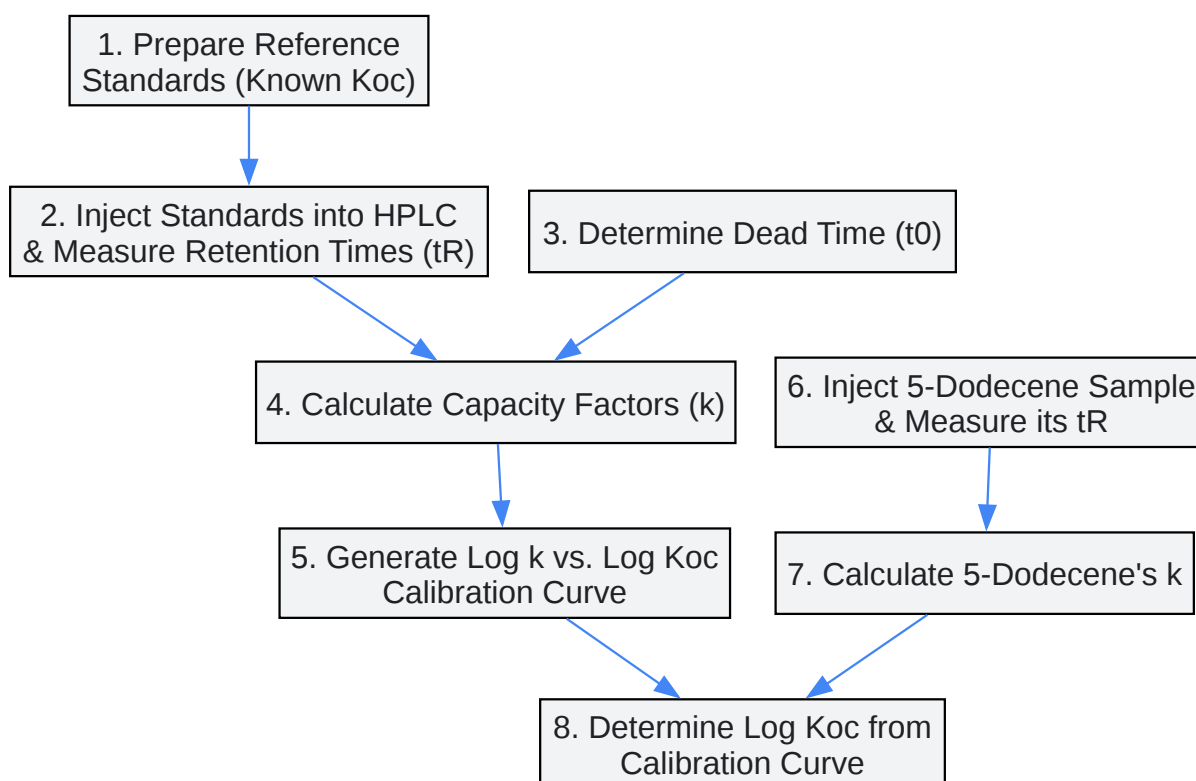 1. Prepare Reference
Standards (Known Koc)
2. Inject Standards into HPLC
& Measure Retention Times (tR)
3. Determine Dead Time (t0)
4. Calculate Capacity Factors (k)
6. Inject 5-Dodecene Sample
& Measure its tR
5. Generate Log k vs. Log Koc
Calibration Curve
7. Calculate 5-Dodecene's k
8. Determine Log Koc from
Calibration Curve